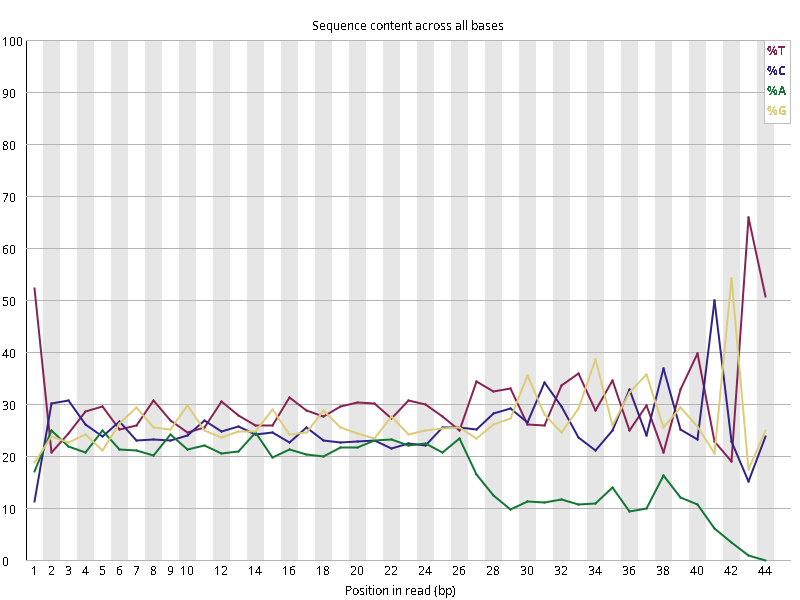 Sequence content across all bases
100
90
80
70
60
50
40
30
20
10
0
%T
%C
%A
%G
1 2 3 4 5 6 7 8 9 10 12 14 16 18 20 22 24 26 28 30 32 34 36 38 40 42 44
Position in read (bp)